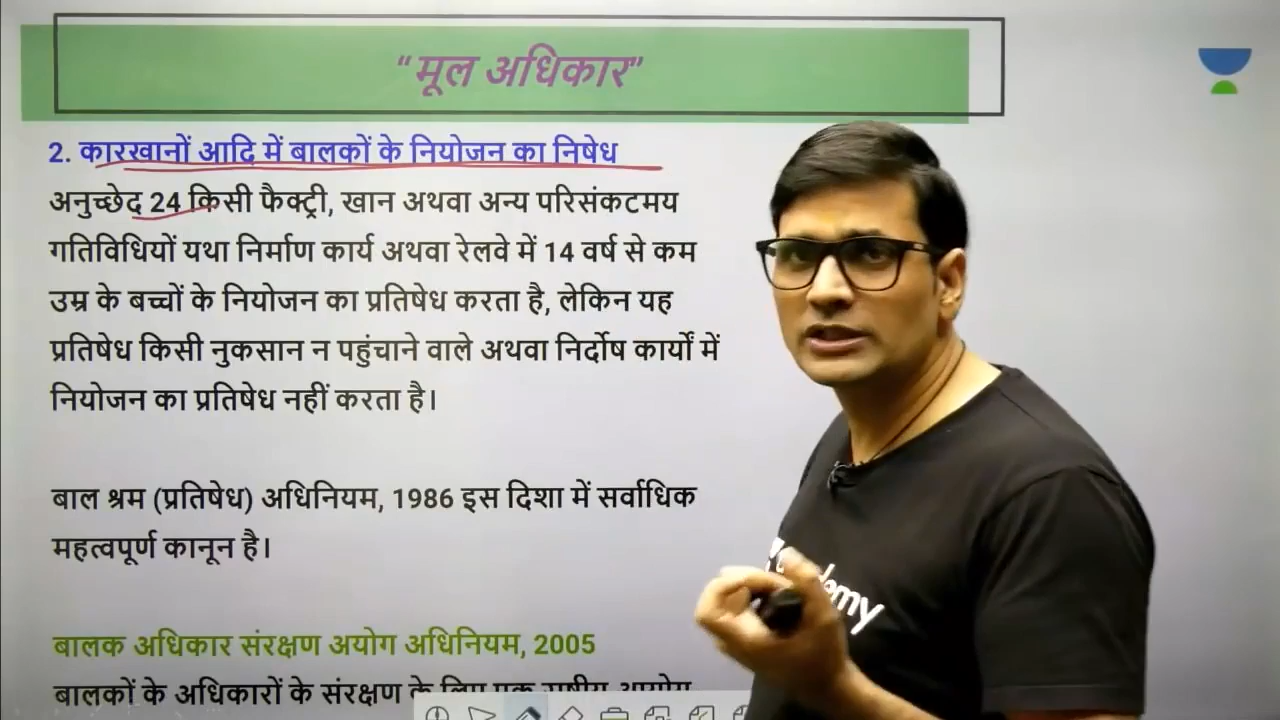 “मूल अधिकार”
2. कारखानों आदि में बालकों के नियोजन का निषेध
अनुच्छेद 24 किसी फैक्ट्री, खान अथवा अन्य परिसंकटमय
गतिविधियों यथा निर्माण कार्य अथवा रेलवे में 14 वर्ष से कम
उम्र के बच्चों के नियोजन का प्रतिषेध करता है, लेकिन यह
प्रतिषेध किसी नुकसान न पहुंचाने वाले अथवा निर्दोष कार्यों में
नियोजन का प्रतिषेध नहीं करता है।
बाल श्रम (प्रतिषेध) अधिनियम, 1986 इस दिशा में सर्वाधिक
महत्वपूर्ण कानून है।
बालक अधिकार संरक्षण अयोग अधिनियम, 2005
बालकों के अधिकारों के संरक्षण के